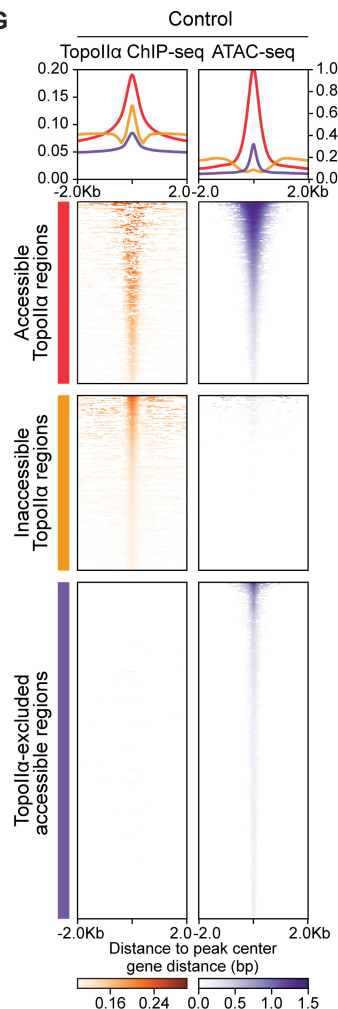 G
Control
TopoIIα ChIP-seq ATAC-seq
0.20
0.15
0.10
0.05
0.00
1.0
0.8
0.6
0.4
0.2
0.0
-2.0Kb 2.0 -2.0 2.0Kb
Accessible
TopoIIα regions
Inaccessible
TopoIIα regions
TopoIIα-excluded
accessible regions
-2.0Kb 2.0 -2.0 2.0Kb
Distance to peak center
gene distance (bp)
0.16 0.24 0.0 0.5 1.0 1.5